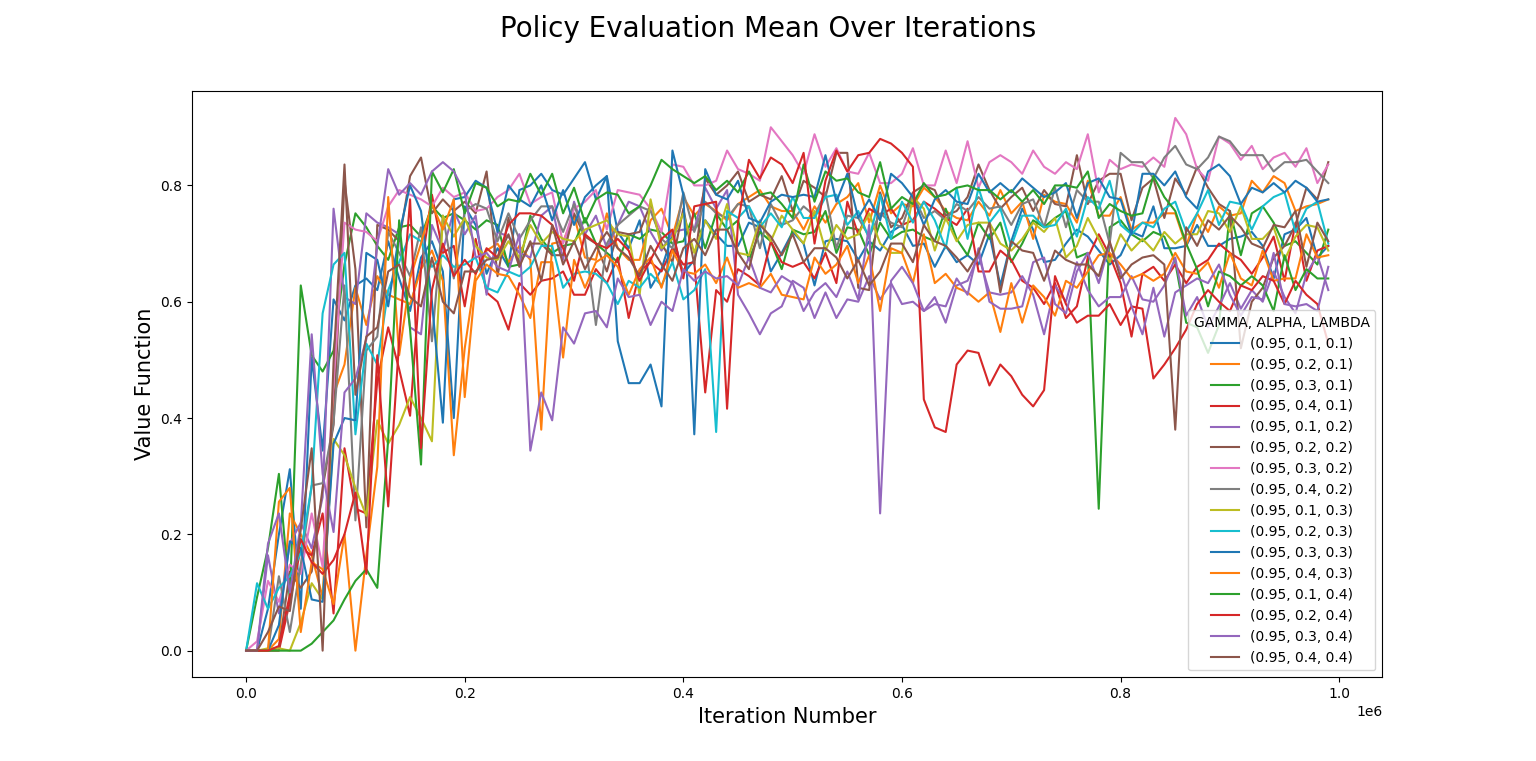 Policy Evaluation Mean Over Iterations
Value Function
0.8
0.6
0.4
0.2
0.0
GAMMA, ALPHA, LAMBDA
(0.95, 0.1, 0.1)
(0.95, 0.2, 0.1)
(0.95, 0.3, 0.1)
(0.95, 0.4, 0.1)
(0.95, 0.1, 0.2)
(0.95, 0.2, 0.2)
(0.95, 0.3, 0.2)
(0.95, 0.4, 0.2)
(0.95, 0.1, 0.3)
(0.95, 0.2, 0.3)
(0.95, 0.3, 0.3)
(0.95, 0.4, 0.3)
(0.95, 0.1, 0.4)
(0.95, 0.2, 0.4)
(0.95, 0.3, 0.4)
(0.95, 0.4, 0.4)
0.0 0.2 0.4 0.6 0.8 1.0
1e6
Iteration Number